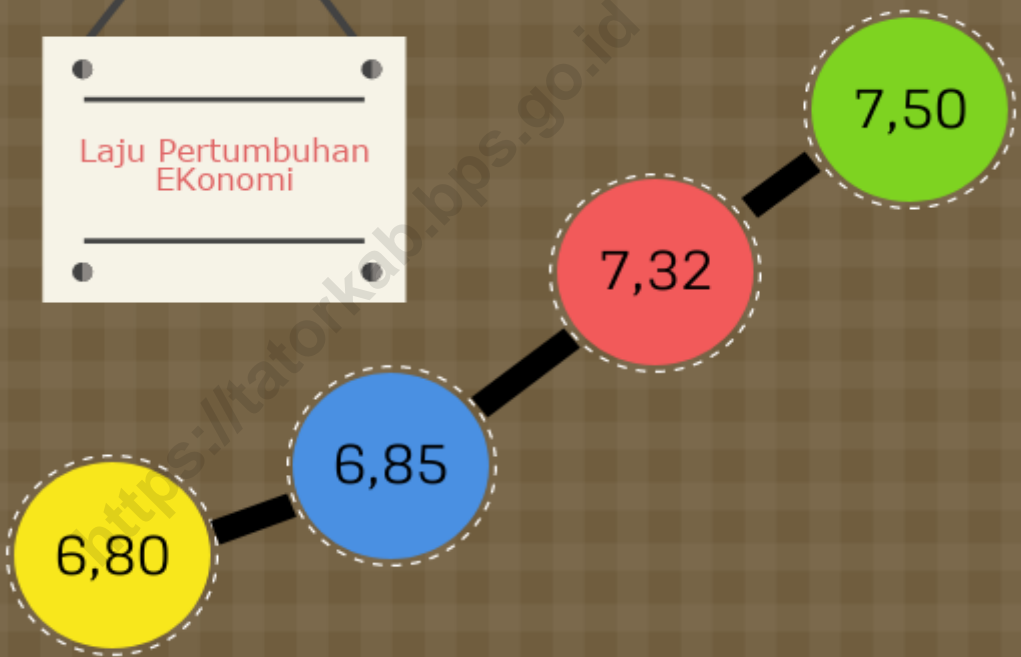 Laju Pertumbuhan
EKonomi
7,50
7,32
6,85
6,80
https://tatorkab.bps.go.id